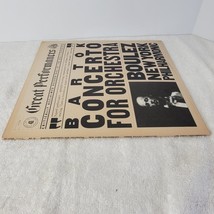 Great Performances
BARTOK
CONCERTO
FOR ORCHESTRA
BOULEZ
NEW YORK
PHILHARMONIC